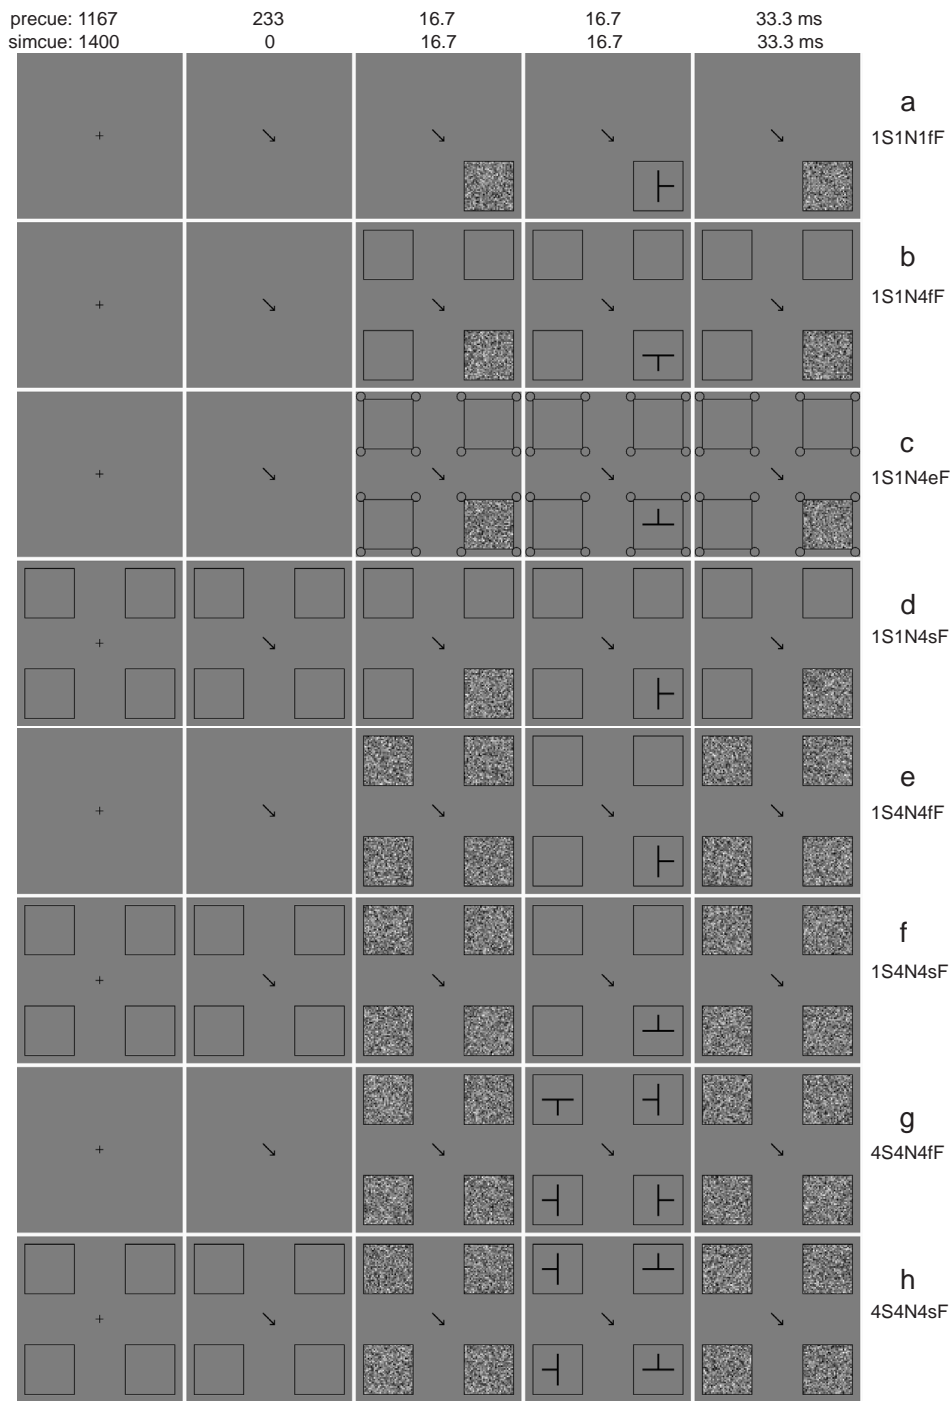 precue: 1167 233 16.7 16.7 33.3 ms
simcue: 1400 0 16.7 16.7 33.3 ms
a
1S1N1fF
b
1S1N4fF
c
1S1N4eF
d
1S1N4sF
e
1S4N4fF
f
1S4N4sF
g
4S4N4fF
h
4S4N4sF